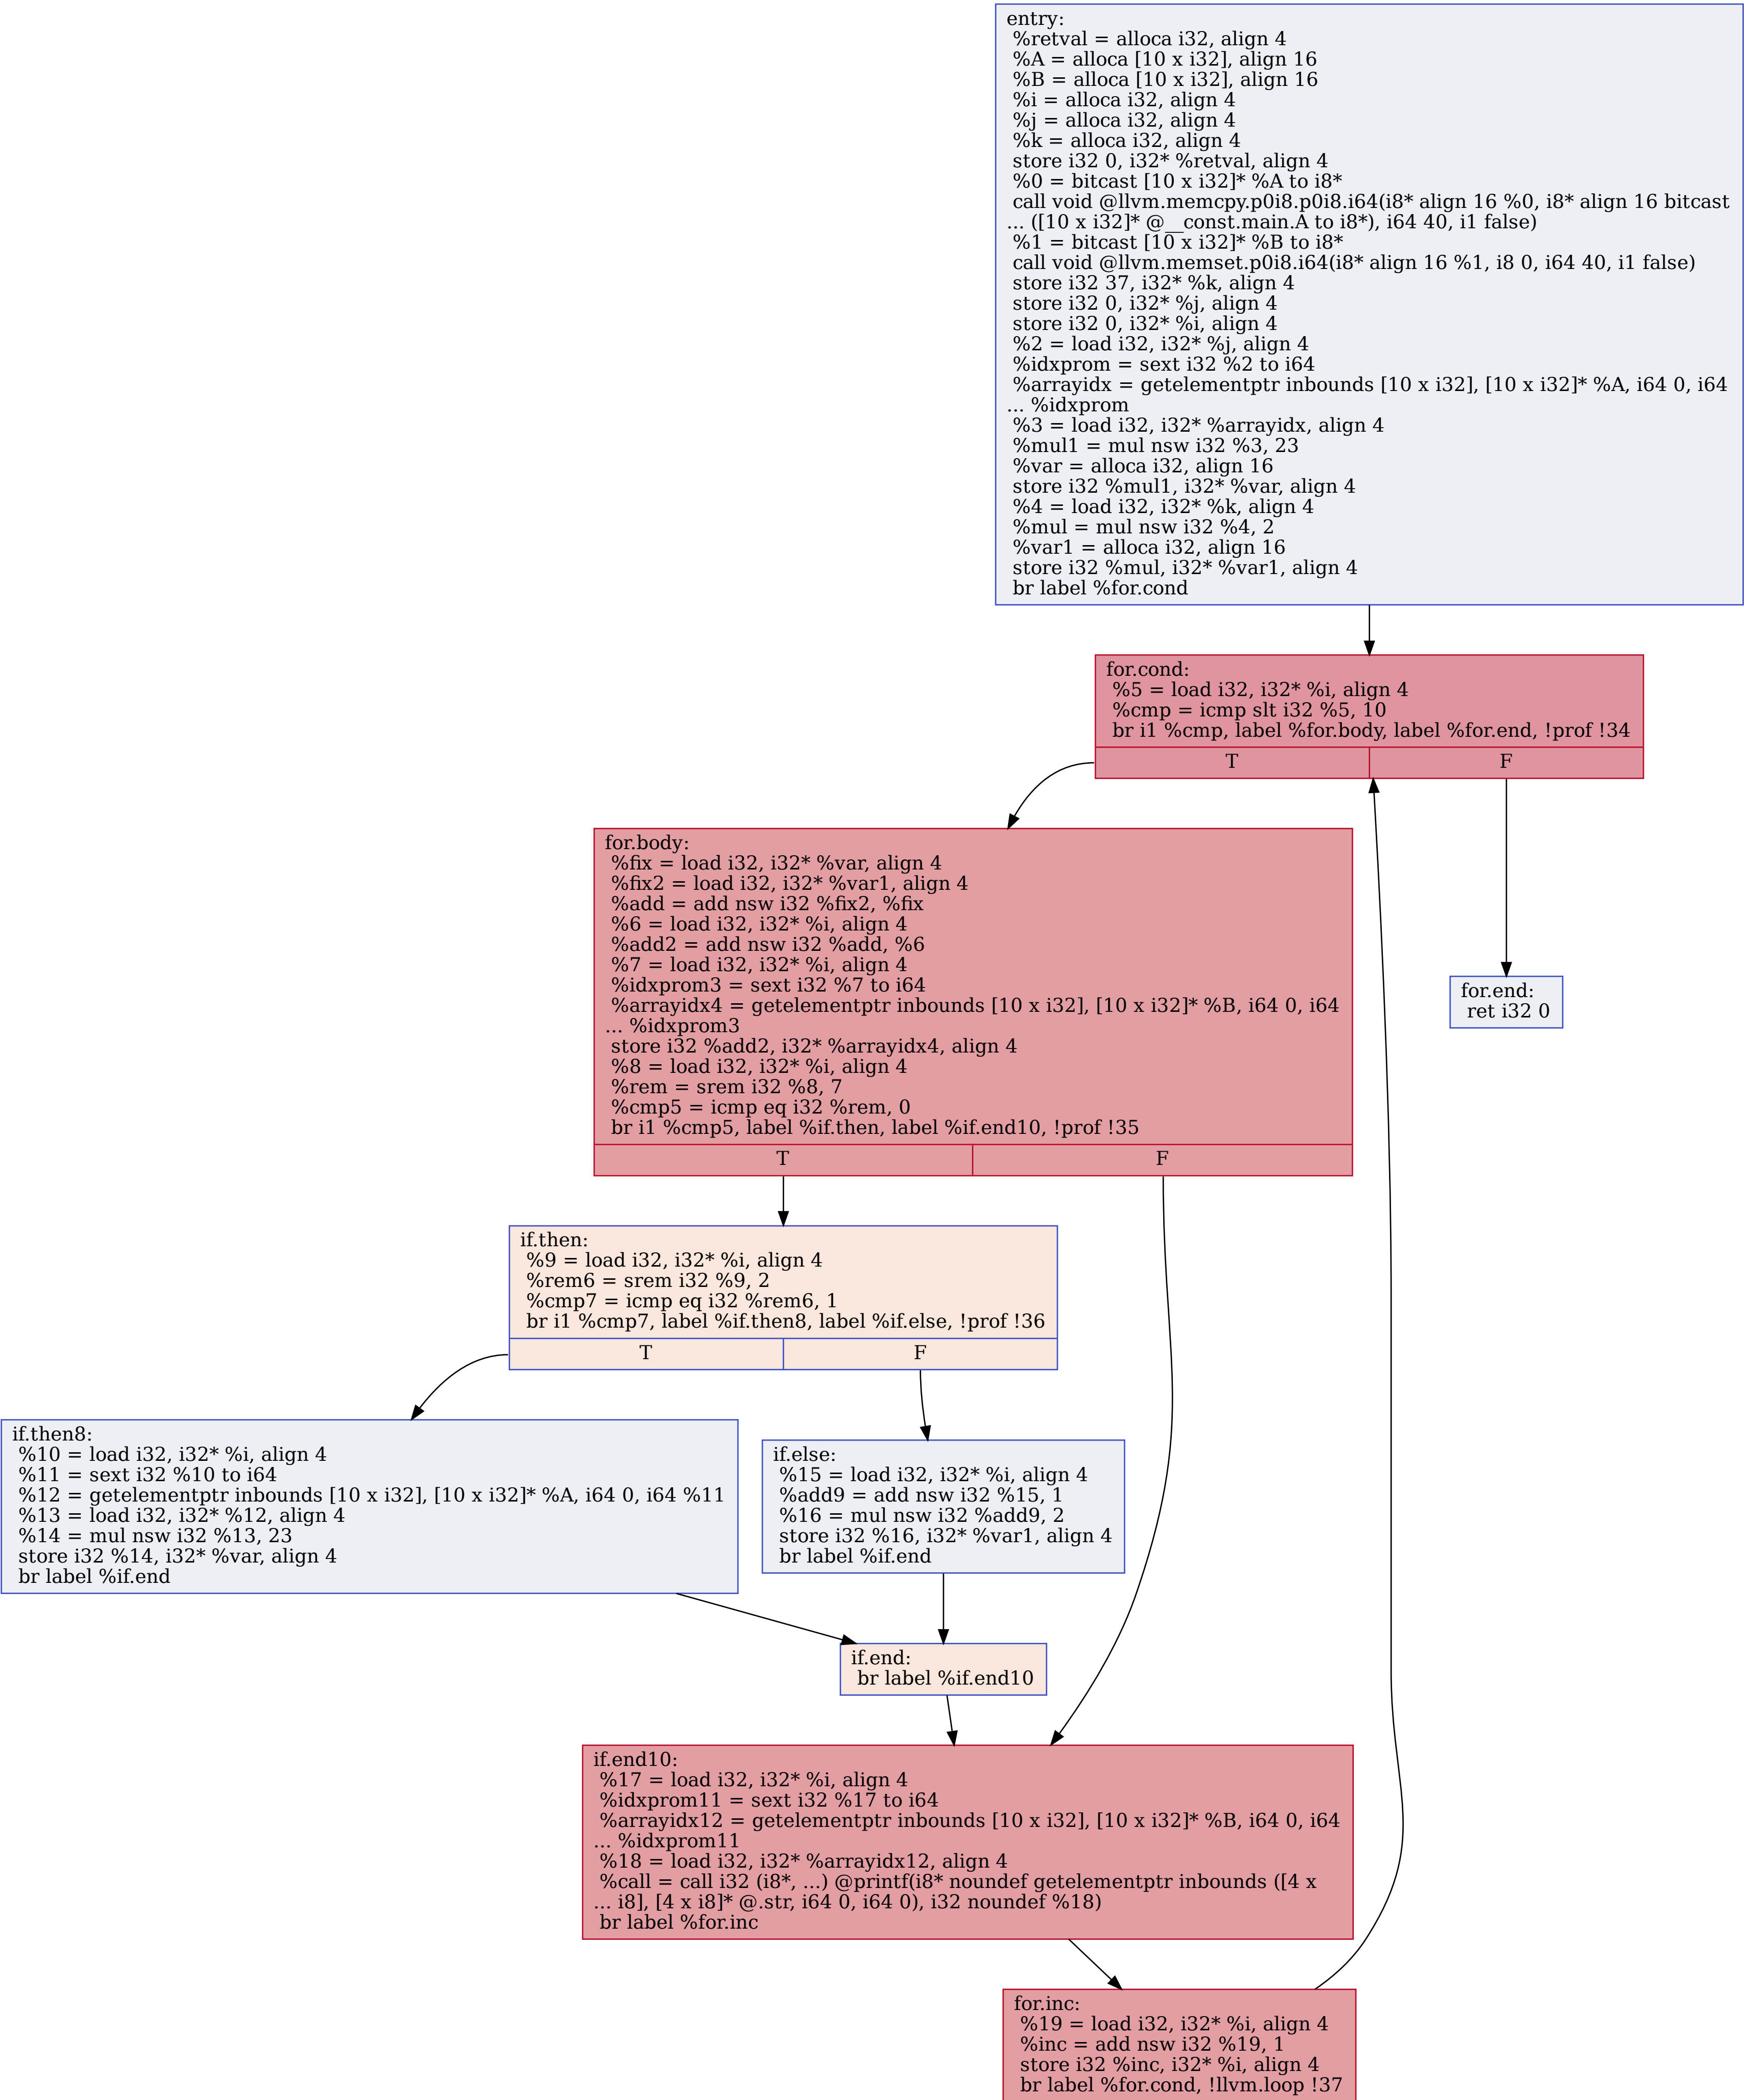 entry:
%retval = alloca i32, align 4
%A = alloca [10 x i32], align 16
%B = alloca [10 x i32], align 16
%i = alloca i32, align 4
%j = alloca i32, align 4
%k = alloca i32, align 4
store i32 0, i32* %retval, align 4
%0 = bitcast [10 x i32]* %A to i8*
call void @llvm.memcpy.p0i8.p0i8.i64(i8* align 16 %0, i8* align 16 bitcast
... ([10 x i32]* @__const.main.A to i8*), i64 40, i1 false)
%1 = bitcast [10 x i32]* %B to i8*
call void @llvm.memset.p0i8.i64(i8* align 16 %1, i8 0, i64 40, i1 false)
store i32 37, i32* %k, align 4
store i32 0, i32* %j, align 4
store i32 0, i32* %i, align 4
%2 = load i32, i32* %j, align 4
%idxprom = sext i32 %2 to i64
%arrayidx = getelementptr inbounds [10 x i32], [10 x i32]* %A, i64 0, i64
... %idxprom
%3 = load i32, i32* %arrayidx, align 4
%mul1 = mul nsw i32 %3, 23
%var = alloca i32, align 16
store i32 %mul1, i32* %var, align 4
%4 = load i32, i32* %k, align 4
%mul = mul nsw i32 %4, 2
%var1 = alloca i32, align 16
store i32 %mul, i32* %var1, align 4
br label %for.cond
for.cond:
%5 = load i32, i32* %i, align 4
%cmp = icmp slt i32 %5, 10
br i1 %cmp, label %for.body, label %for.end, !prof !34
T F
for.body:
%fix = load i32, i32* %var, align 4
%fix2 = load i32, i32* %var1, align 4
%add = add nsw i32 %fix2, %fix
%6 = load i32, i32* %i, align 4
%add2 = add nsw i32 %add, %6
%7 = load i32, i32* %i, align 4
%idxprom3 = sext i32 %7 to i64
%arrayidx4 = getelementptr inbounds [10 x i32], [10 x i32]* %B, i64 0, i64
... %idxprom3
store i32 %add2, i32* %arrayidx4, align 4
%8 = load i32, i32* %i, align 4
%rem = srem i32 %8, 7
%cmp5 = icmp eq i32 %rem, 0
br i1 %cmp5, label %if.then, label %if.end10, !prof !35
T F
for.end:
ret i32 0
if.then:
%9 = load i32, i32* %i, align 4
%rem6 = srem i32 %9, 2
%cmp7 = icmp eq i32 %rem6, 1
br i1 %cmp7, label %if.then8, label %if.else, !prof !36
T F
if.then8:
%10 = load i32, i32* %i, align 4
%11 = sext i32 %10 to i64
%12 = getelementptr inbounds [10 x i32], [10 x i32]* %A, i64 0, i64 %11
%13 = load i32, i32* %12, align 4
%14 = mul nsw i32 %13, 23
store i32 %14, i32* %var, align 4
br label %if.end
if.else:
%15 = load i32, i32* %i, align 4
%add9 = add nsw i32 %15, 1
%16 = mul nsw i32 %add9, 2
store i32 %16, i32* %var1, align 4
br label %if.end
if.end:
br label %if.end10
if.end10:
%17 = load i32, i32* %i, align 4
%idxprom11 = sext i32 %17 to i64
%arrayidx12 = getelementptr inbounds [10 x i32], [10 x i32]* %B, i64 0, i64
... %idxprom11
%18 = load i32, i32* %arrayidx12, align 4
%call = call i32 (i8*, ...) @printf(i8* noundef getelementptr inbounds ([4 x
... i8], [4 x i8]* @.str, i64 0, i64 0), i32 noundef %18)
br label %for.inc
for.inc:
%19 = load i32, i32* %i, align 4
%inc = add nsw i32 %19, 1
store i32 %inc, i32* %i, align 4
br label %for.cond, !llvm.loop !37